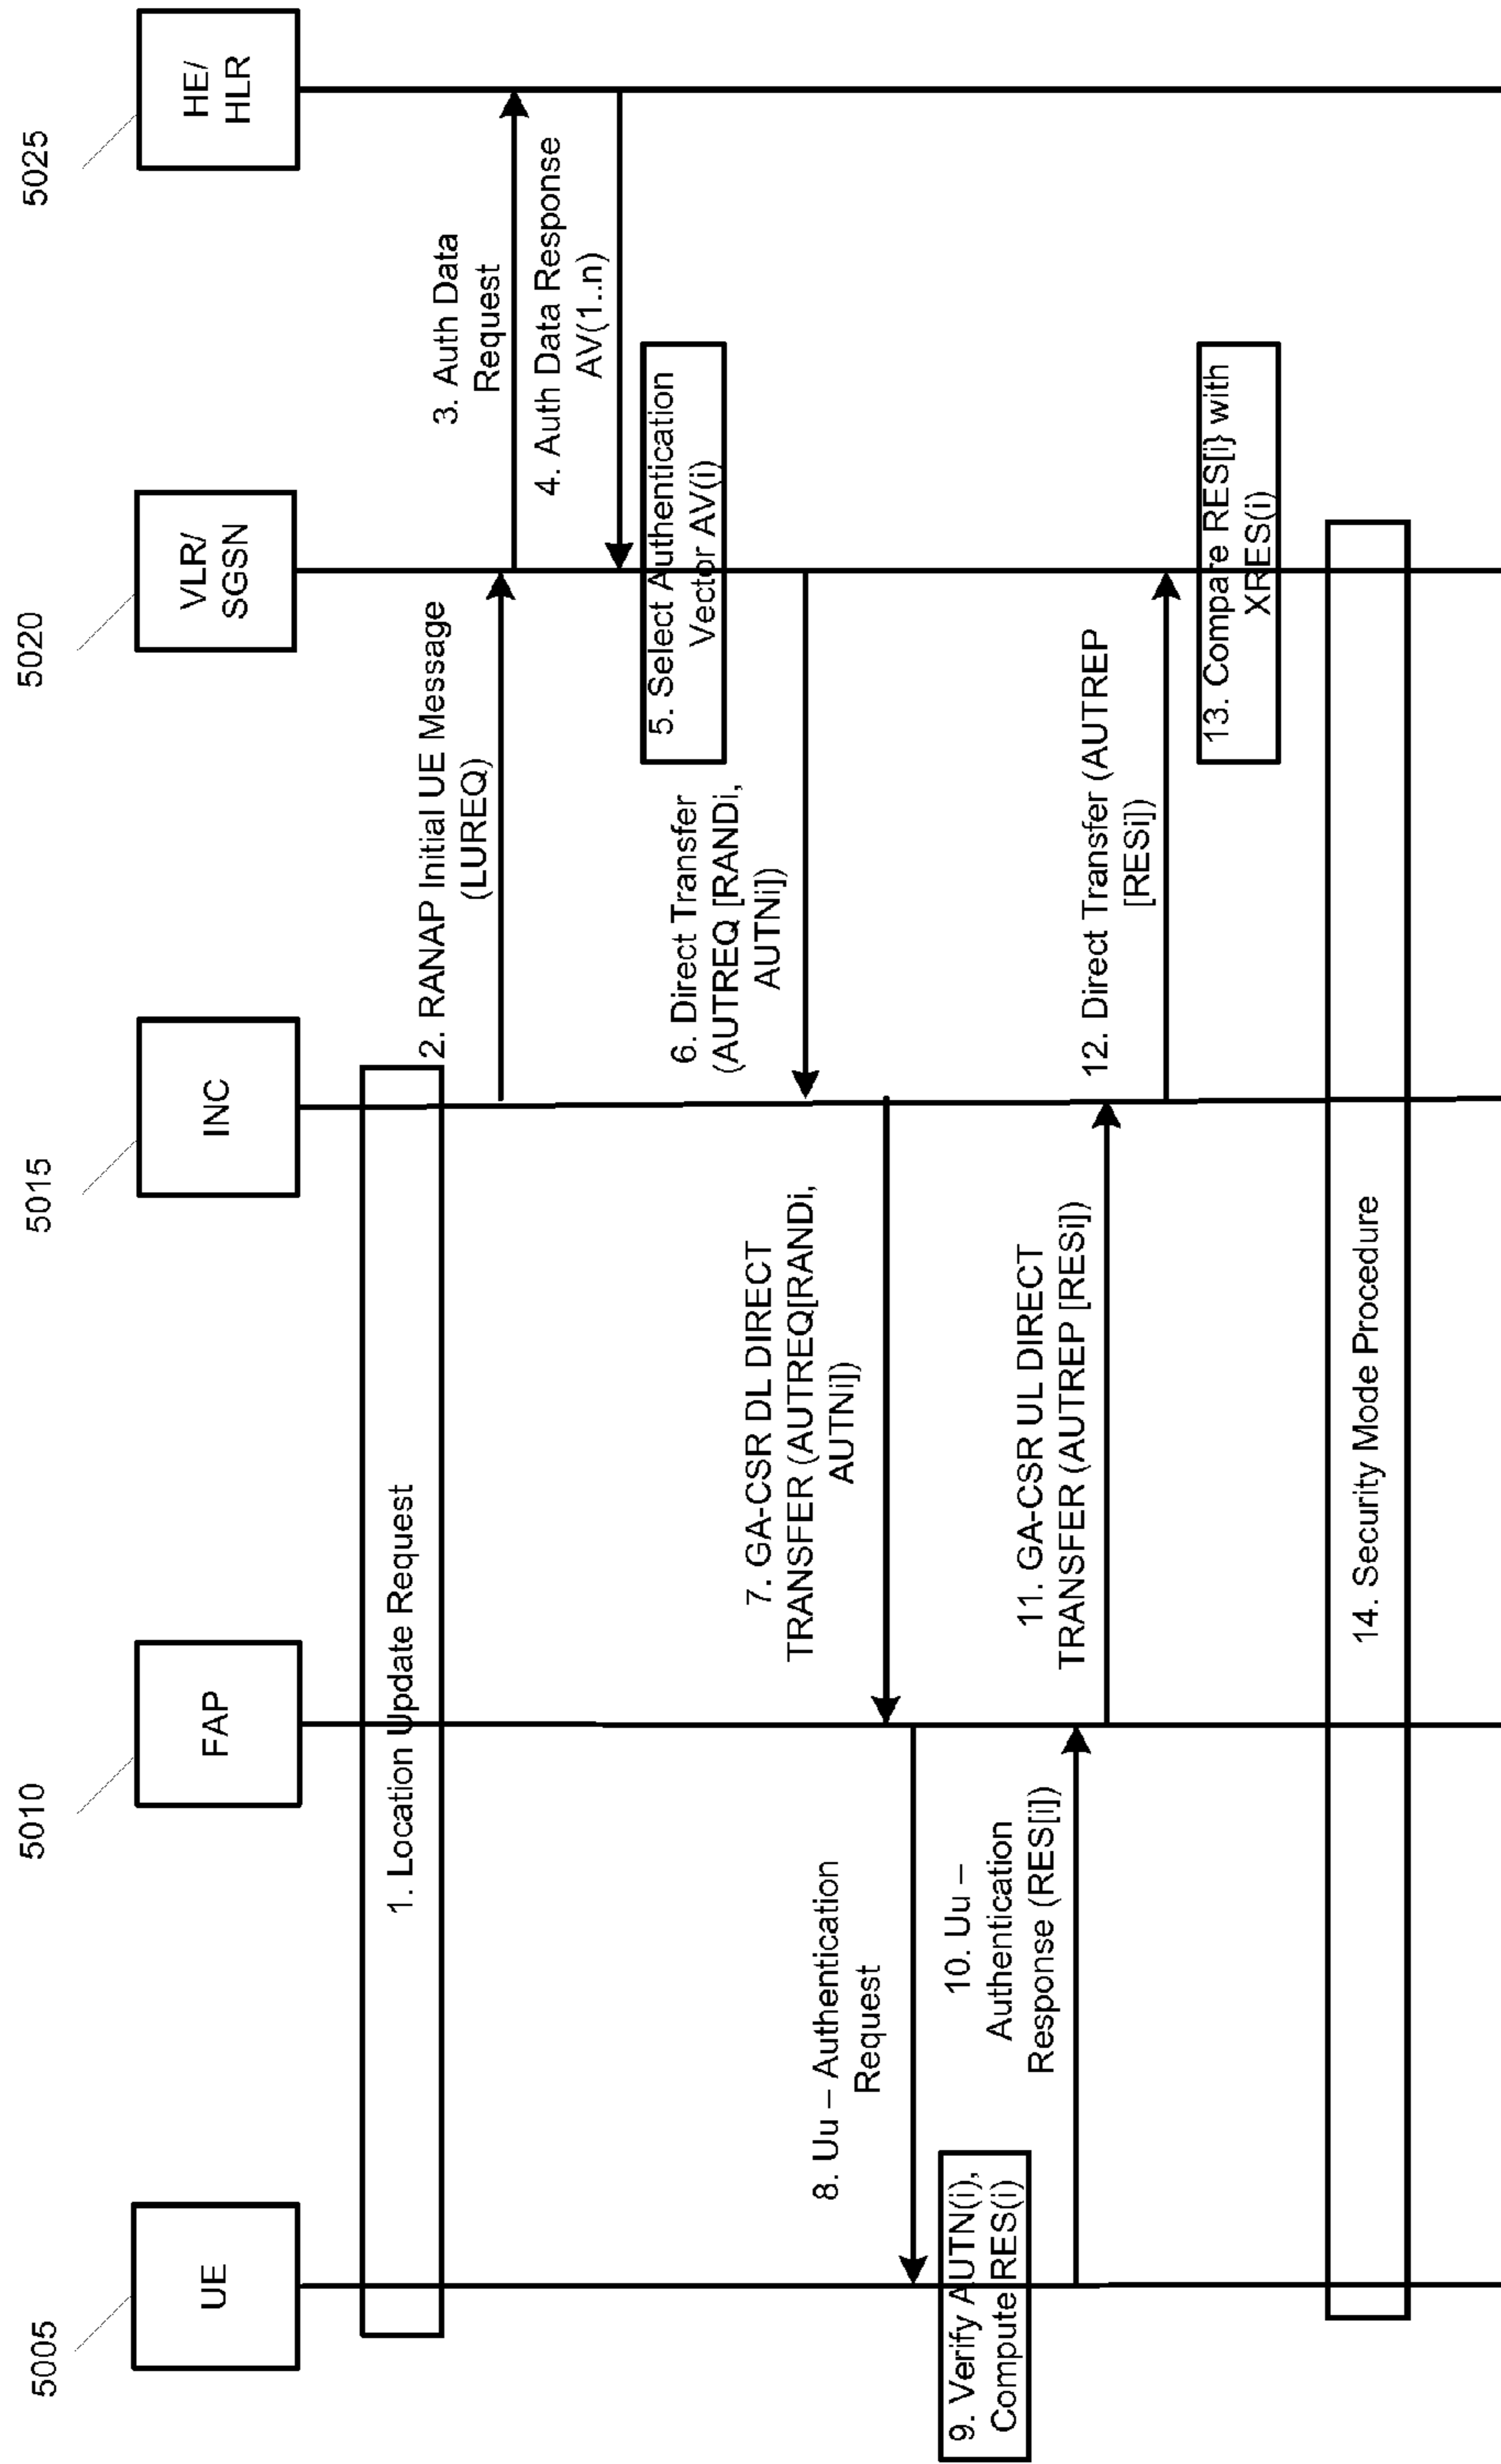 5005
5010
5015
5020
5025
UE
FAP
INC
VLR/
SGSN
HE/
HLR
1. Location Update Request
2. RANAP Initial UE Message
(LUREQ)
3. Auth Data
Request
4. Auth Data Response
AV(1..n)
5. Select Authentication
Vector AV(i)
6. Direct Transfer
(AUTREQ [RANDi,
AUTNi])
7. GA-CSR DL DIRECT
TRANSFER (AUTREQ[RANDi,
AUTNi])
8. Uu – Authentication
Request
9. Verify AUTN(i),
Compute RES(i)
10. Uu –
Authentication
Response (RES[i])
11. GA-CSR UL DIRECT
TRANSFER (AUTREP [RESi])
12. Direct Transfer (AUTREP
[RESi])
13. Compare RES[i} with
XRES(i)
14. Security Mode Procedure